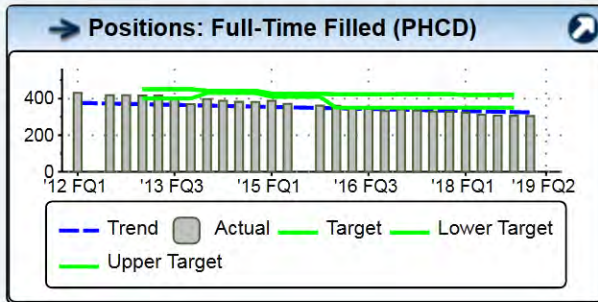 Positions: Full-Time Filled (PHCD)
400
200
0
'12 FQ1 '13 FQ3 '15 FQ1 '16 FQ3 '18 FQ1 '19 FQ2
Trend Actual Target Lower Target
Upper Target